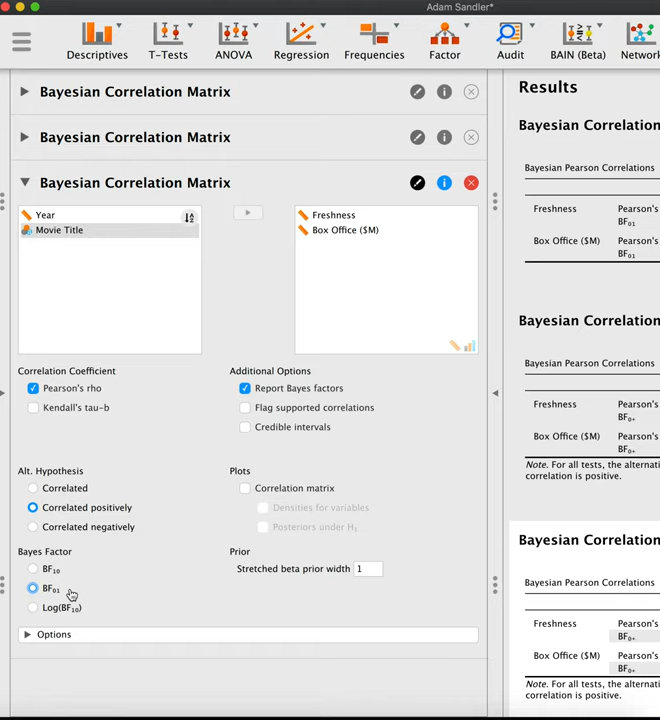 Adam Sandler*
Descriptives
T-Tests
ANOVA
Regression
Frequencies
Factor
Audit
BAIN (Beta)
Network
Bayesian Correlation Matrix
Bayesian Correlation Matrix
Bayesian Correlation Matrix
Year
Movie Title
Freshness
Box Office ($M)
Correlation Coefficient
Pearson's rho
Kendall's tau-b
Additional Options
Report Bayes factors
Flag supported correlations
Credible intervals
Alt. Hypothesis
Correlated
Correlated positively
Correlated negatively
Plots
Correlation matrix
Densities for variables
Posteriors under H₁
Bayes Factor
BF₁₀
BF₀₁
Log(BF₁₀)
Prior
Stretched beta prior width 1
Options
Results
Bayesian Correlation
Bayesian Pearson Correlations
Freshness Pearson's
BF₀₁
Box Office ($M) Pearson's
BF₀₁
Bayesian Correlation
Bayesian Pearson Correlations
Freshness Pearson's
BF₀₊
Box Office ($M) Pearson's
BF₀₊
Note. For all tests, the alternati
correlation is positive.
Bayesian Correlation
Bayesian Pearson Correlations
Freshness Pearson's
BF₀₊
Box Office ($M) Pearson's
BF₀₊
Note. For all tests, the alternati
correlation is positive.